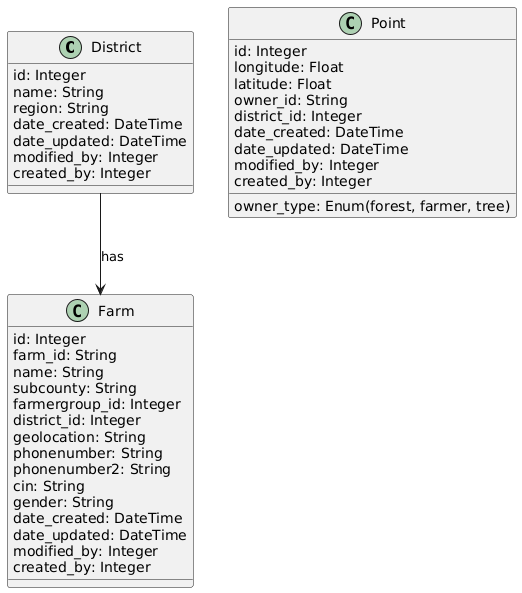 C District
id: Integer
name: String
region: String
date_created: DateTime
date_updated: DateTime
modified_by: Integer
created_by: Integer
C Point
id: Integer
longitude: Float
latitude: Float
owner_id: String
district_id: Integer
date_created: DateTime
date_updated: DateTime
modified_by: Integer
created_by: Integer
owner_type: Enum(forest, farmer, tree)
has
C Farm
id: Integer
farm_id: String
name: String
subcounty: String
farmergroup_id: Integer
district_id: Integer
geolocation: String
phonenumber: String
phonenumber2: String
cin: String
gender: String
date_created: DateTime
date_updated: DateTime
modified_by: Integer
created_by: Integer